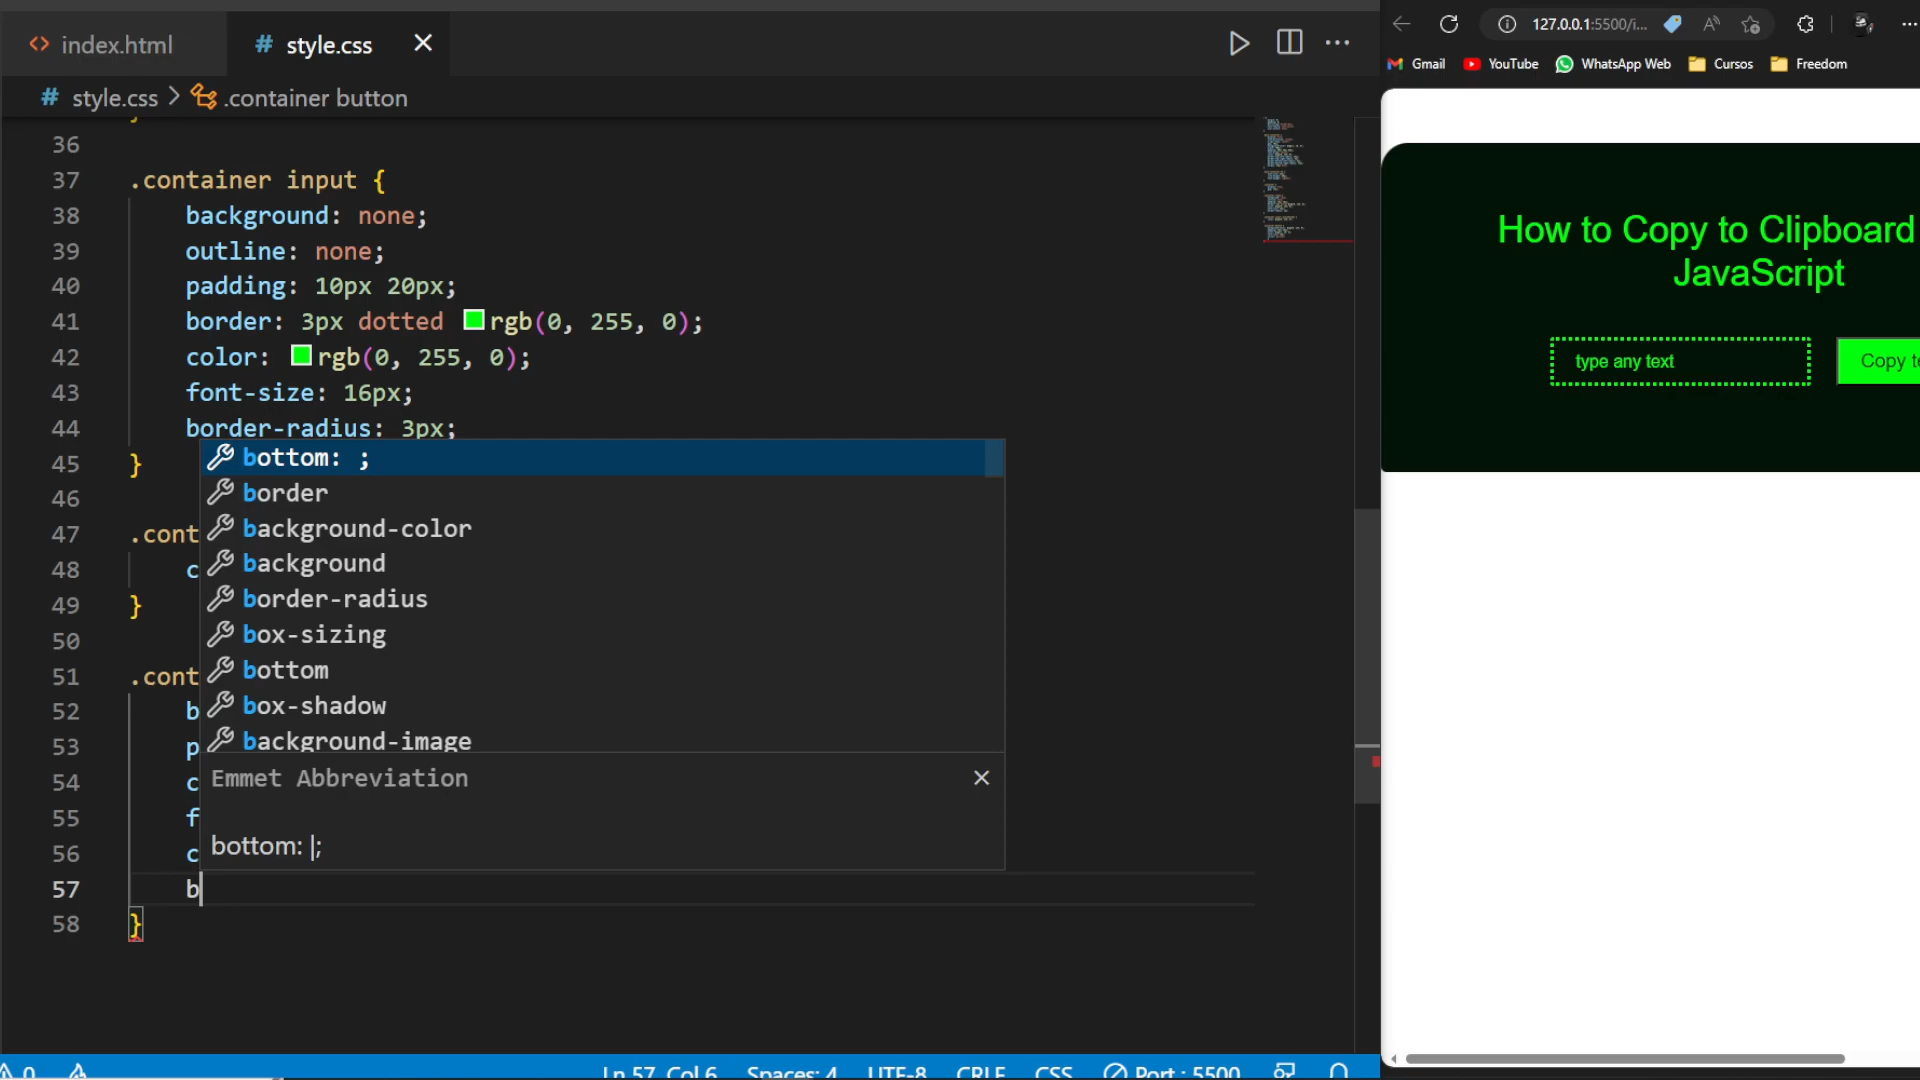 index.html
# style.css
# style.css > .container button
36
37 .container input {
38 background: none;
39 outline: none;
40 padding: 10px 20px;
41 border: 3px dotted rgb(0, 255, 0);
42 color: rgb(0, 255, 0);
43 font-size: 16px;
44 border-radius: 3px;
45 }
46
47 .cont
48 c
49 }
50
51 .cont
52 b
53 p
54 c
55 f
56 c
57 b
58 }
bottom: ;
border
background-color
background
border-radius
box-sizing
bottom
box-shadow
background-image
Emmet Abbreviation
bottom: |;
0
Ln 57, Col 6
Spaces: 4
UTF-8
CRLF
CSS
Port : 5500
127.0.0.1:5500/i...
Gmail
YouTube
WhatsApp Web
Cursos
Freedom
How to Copy to Clipboard
JavaScript
type any text
Copy t